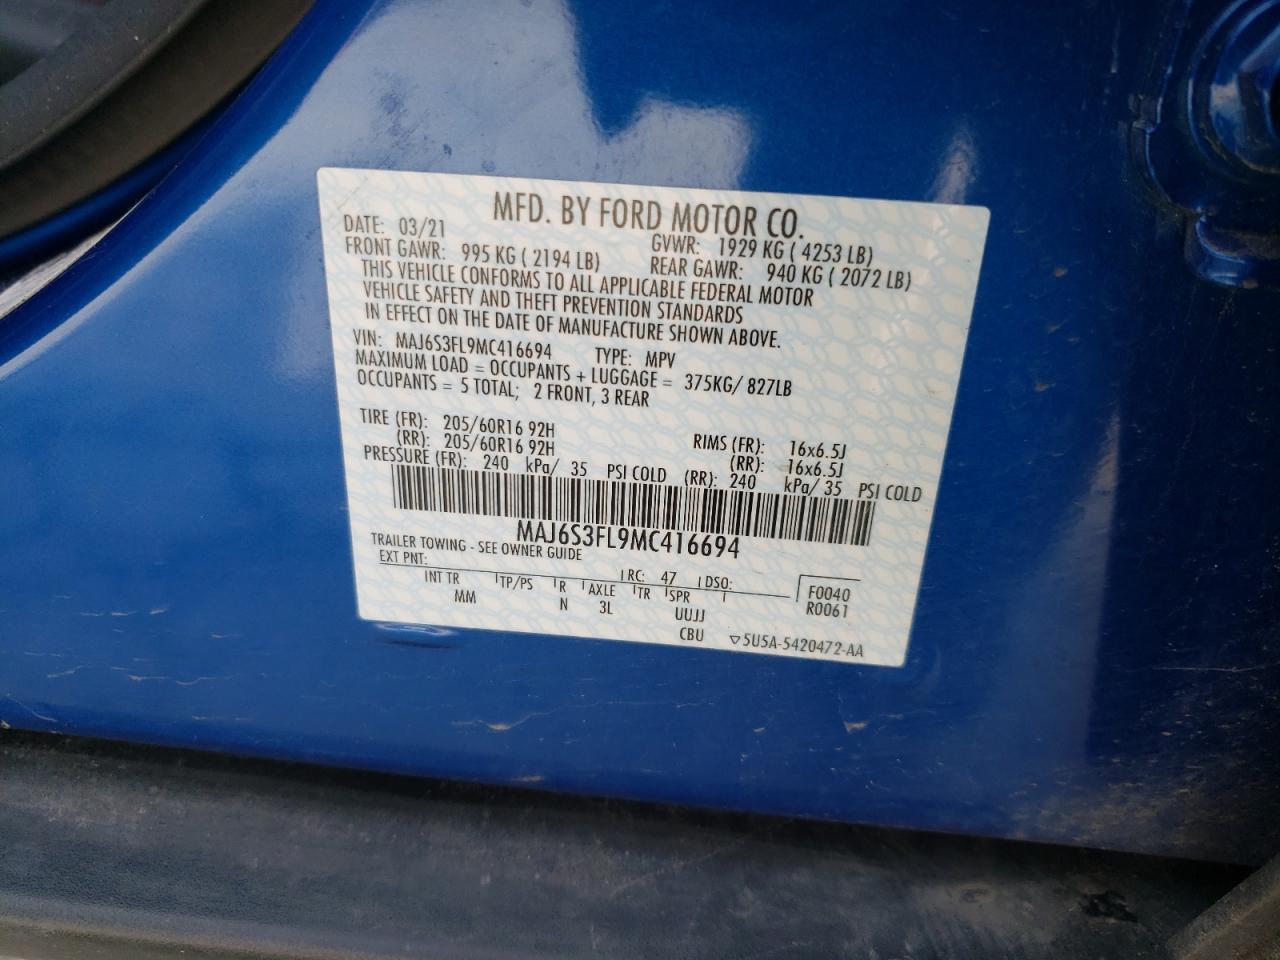 MFD. BY FORD MOTOR CO.
DATE: 03/21 GVWR: 1929 KG ( 4253 LB)
FRONT GAWR: 995 KG ( 2194 LB) REAR GAWR: 940 KG ( 2072 LB)
THIS VEHICLE CONFORMS TO ALL APPLICABLE FEDERAL MOTOR
VEHICLE SAFETY AND THEFT PREVENTION STANDARDS
IN EFFECT ON THE DATE OF MANUFACTURE SHOWN ABOVE.
VIN: MAJ6S3FL9MC416694 TYPE: MPV
MAXIMUM LOAD = OCCUPANTS + LUGGAGE = 375KG/ 827LB
OCCUPANTS = 5 TOTAL; 2 FRONT, 3 REAR
TIRE (FR): 205/60R16 92H RIMS (FR): 16x6.5J
(RR): 205/60R16 92H (RR): 16x6.5J
PRESSURE (FR): 240 kPa/ 35 PSI COLD (RR): 240 kPa/ 35 PSI COLD
MAJ6S3FL9MC416694
TRAILER TOWING - SEE OWNER GUIDE
EXT PNT: RC: 47 DSO: F0040
INT TR TP/PS R AXLE TR SPR R0061
MM N 3L UUJJ
CBU ▽5U5A-5420472-AA